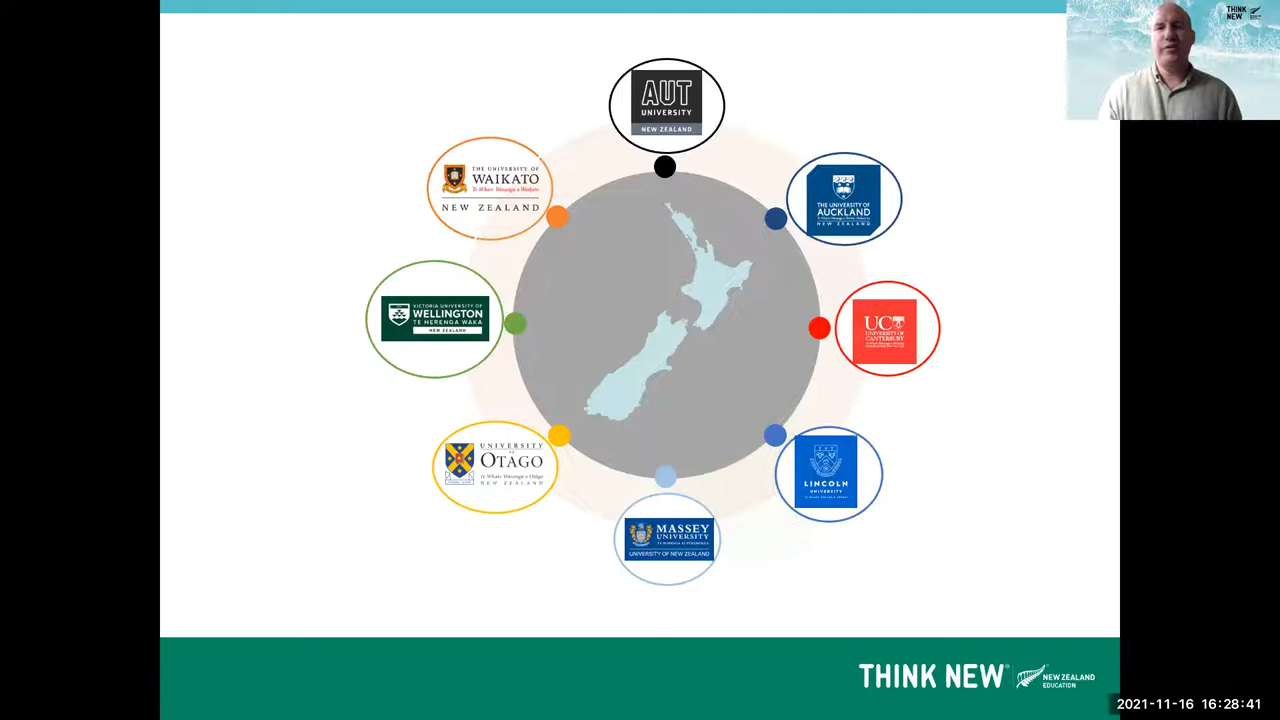 THINK
NEW
AUT
UNIVERSITY
NEW ZEALAND
THE UNIVERSITY OF
WAIKATO
Te Whare Wānanga o Waikato
NEW ZEALAND
THE UNIVERSITY OF
AUCKLAND
NEW ZEALAND
VICTORIA UNIVERSITY OF
WELLINGTON
TE HERENGA WAKA
NEW ZEALAND
UC
UNIVERSITY OF
CANTERBURY
UNIVERSITY
of
OTAGO
Te Whare Wānanga o Otāgo
NEW ZEALAND
LINCOLN
UNIVERSITY
MASSEY
UNIVERSITY
UNIVERSITY OF NEW ZEALAND
THINK NEW
NEW ZEALAND
EDUCATION
2021-11-16 16:28:41